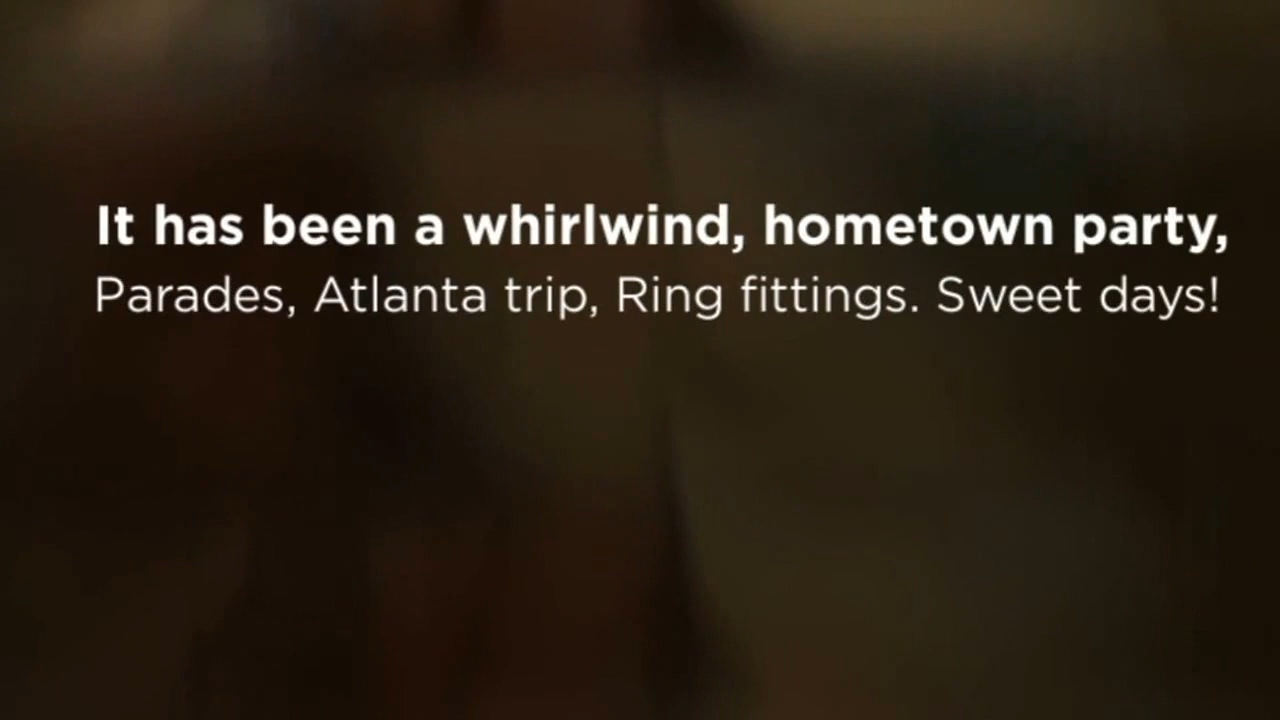 It has been a whirlwind, hometown party,
Parades, Atlanta trip, Ring fittings. Sweet days!